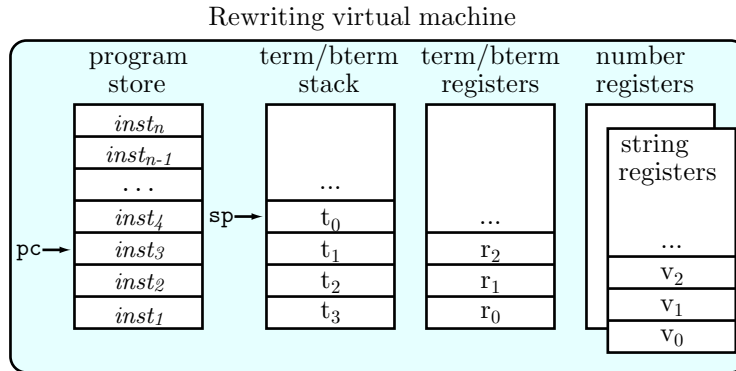 Rewriting virtual machine
program
store
inst_n
inst_{n-1}
...
inst_4
inst_3
inst_2
inst_1
pc
term/bterm
stack
...
sp
t_0
t_1
t_2
t_3
term/bterm
registers
...
r_2
r_1
r_0
number
registers
string
registers
...
v_2
v_1
v_0